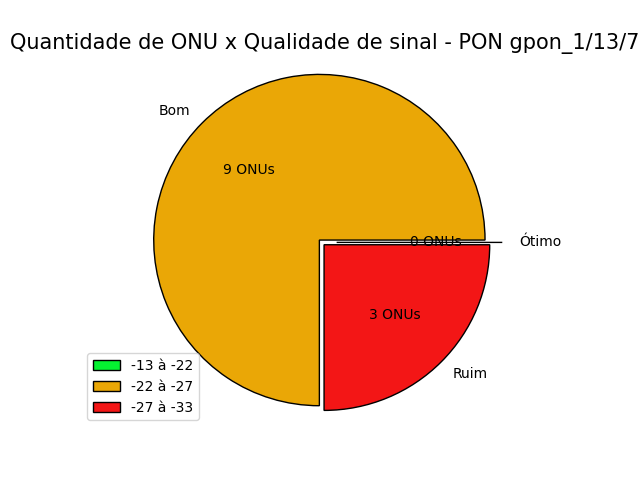 Quantidade de ONU x Qualidade de sinal - PON gpon_1/13/7
Bom
9 ONUs
0 ONUs
Ótimo
3 ONUs
Ruim
-13 à -22
-22 à -27
-27 à -33